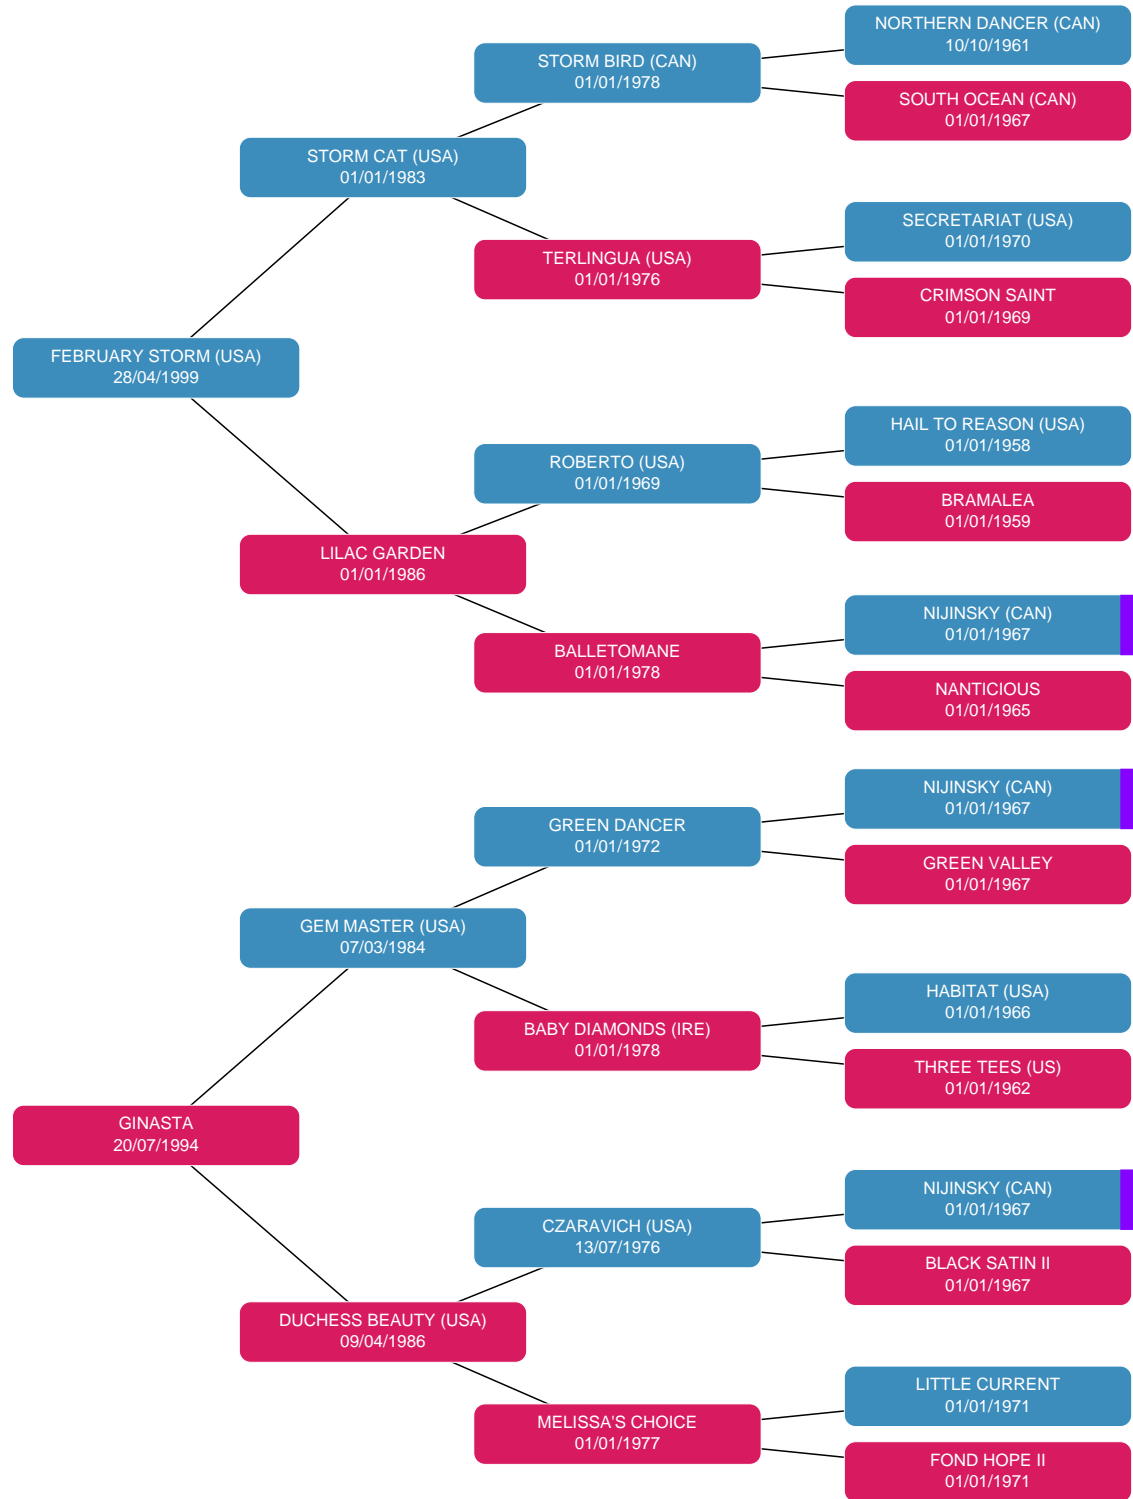 NORTHERN DANCER (CAN)
10/10/1961
STORM BIRD (CAN)
01/01/1978
SOUTH OCEAN (CAN)
01/01/1967
STORM CAT (USA)
01/01/1983
SECRETARIAT (USA)
01/01/1970
TERLINGUA (USA)
01/01/1976
CRIMSON SAINT
01/01/1969
FEBRUARY STORM (USA)
28/04/1999
HAIL TO REASON (USA)
01/01/1958
ROBERTO (USA)
01/01/1969
BRAMALEA
01/01/1959
LILAC GARDEN
01/01/1986
NIJINSKY (CAN)
01/01/1967
BALLETOMANE
01/01/1978
NANTICIOUS
01/01/1965
NIJINSKY (CAN)
01/01/1967
GREEN DANCER
01/01/1972
GREEN VALLEY
01/01/1967
GEM MASTER (USA)
07/03/1984
HABITAT (USA)
01/01/1966
BABY DIAMONDS (IRE)
01/01/1978
THREE TEES (US)
01/01/1962
GINASTA
20/07/1994
NIJINSKY (CAN)
01/01/1967
CZARAVICH (USA)
13/07/1976
BLACK SATIN II
01/01/1967
DUCHESS BEAUTY (USA)
09/04/1986
LITTLE CURRENT
01/01/1971
MELISSA'S CHOICE
01/01/1977
FOND HOPE II
01/01/1971